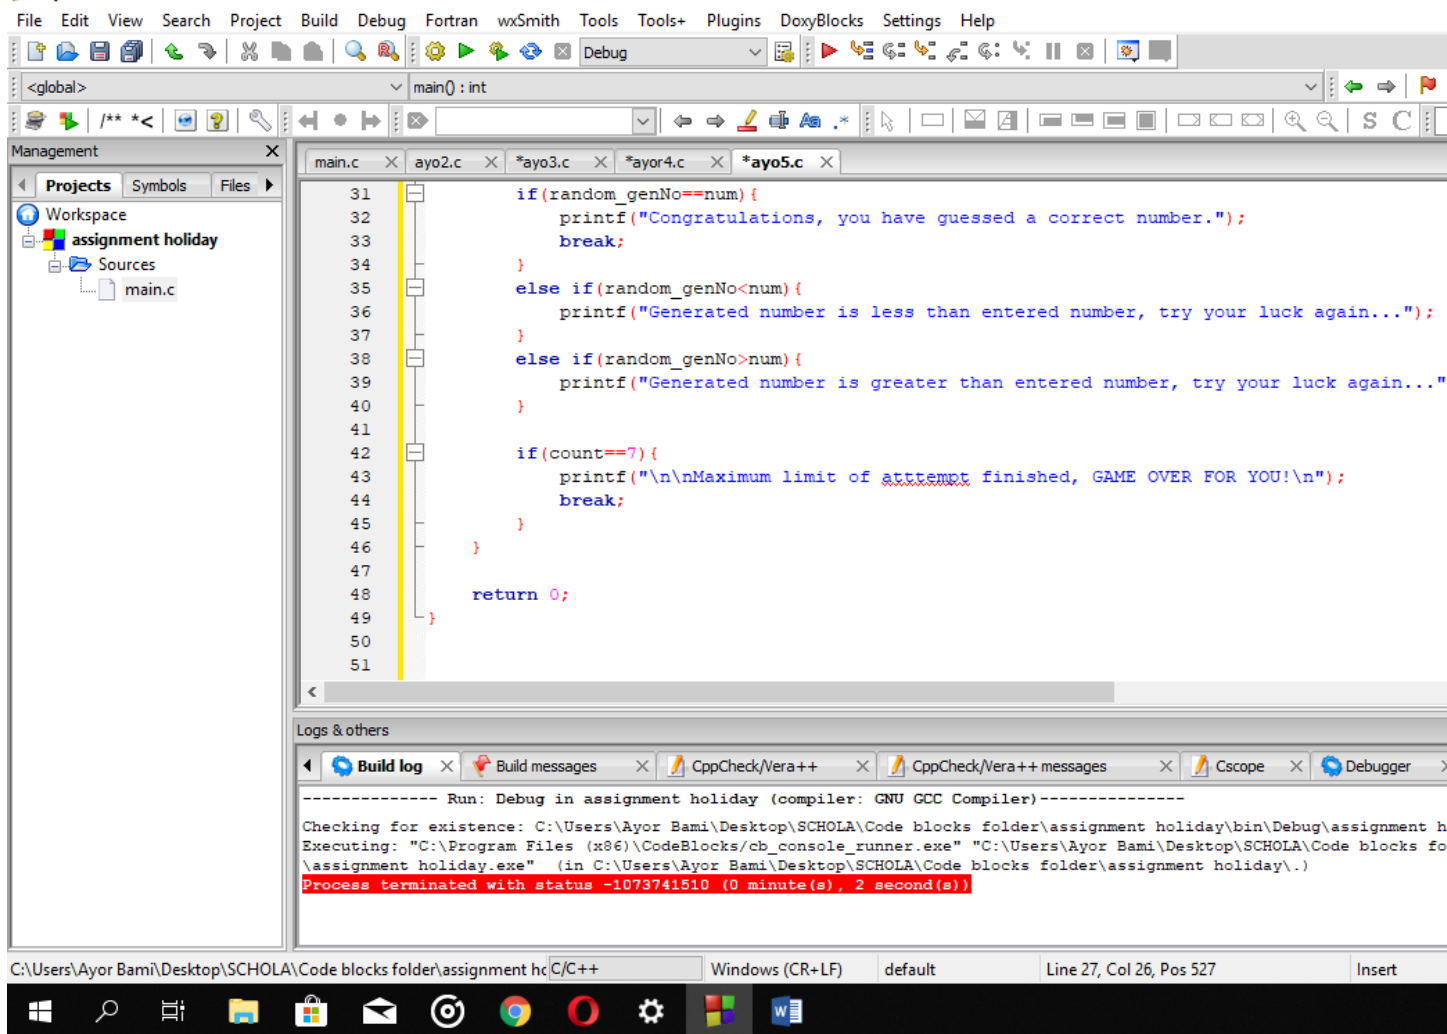 File Edit View Search Project Build Debug Fortran wxSmith Tools Tools+ Plugins DoxyBlocks Settings Help
Debug
<global> main() : int
/** *<
Aa .* S C
Management
main.c ayo2.c *ayo3.c *ayor4.c *ayo5.c
Projects Symbols Files
Workspace
assignment holiday
Sources
main.c
31 if(random_genNo==num){
32 printf("Congratulations, you have guessed a correct number.");
33 break;
34 }
35 else if(random_genNo<num){
36 printf("Generated number is less than entered number, try your luck again...");
37 }
38 else if(random_genNo>num){
39 printf("Generated number is greater than entered number, try your luck again..."
40 }
41
42 if(count==7){
43 printf("\n\nMaximum limit of atttempt finished, GAME OVER FOR YOU!\n");
44 break;
45 }
46 }
47
48 return 0;
49 }
50
51
Logs & others
Build log Build messages CppCheck/Vera++ CppCheck/Vera++ messages Cscope Debugger
-------------- Run: Debug in assignment holiday (compiler: GNU GCC Compiler)---------------
Checking for existence: C:\Users\Ayor Bami\Desktop\SCHOLA\Code blocks folder\assignment holiday\bin\Debug\assignment h
Executing: "C:\Program Files (x86)\CodeBlocks/cb_console_runner.exe" "C:\Users\Ayor Bami\Desktop\SCHOLA\Code blocks fo
\assignment holiday.exe" (in C:\Users\Ayor Bami\Desktop\SCHOLA\Code blocks folder\assignment holiday\.)
Process terminated with status -1073741510 (0 minute(s), 2 second(s))
C:\Users\Ayor Bami\Desktop\SCHOLA\Code blocks folder\assignment ho C/C++ Windows (CR+LF) default Line 27, Col 26, Pos 527 Insert